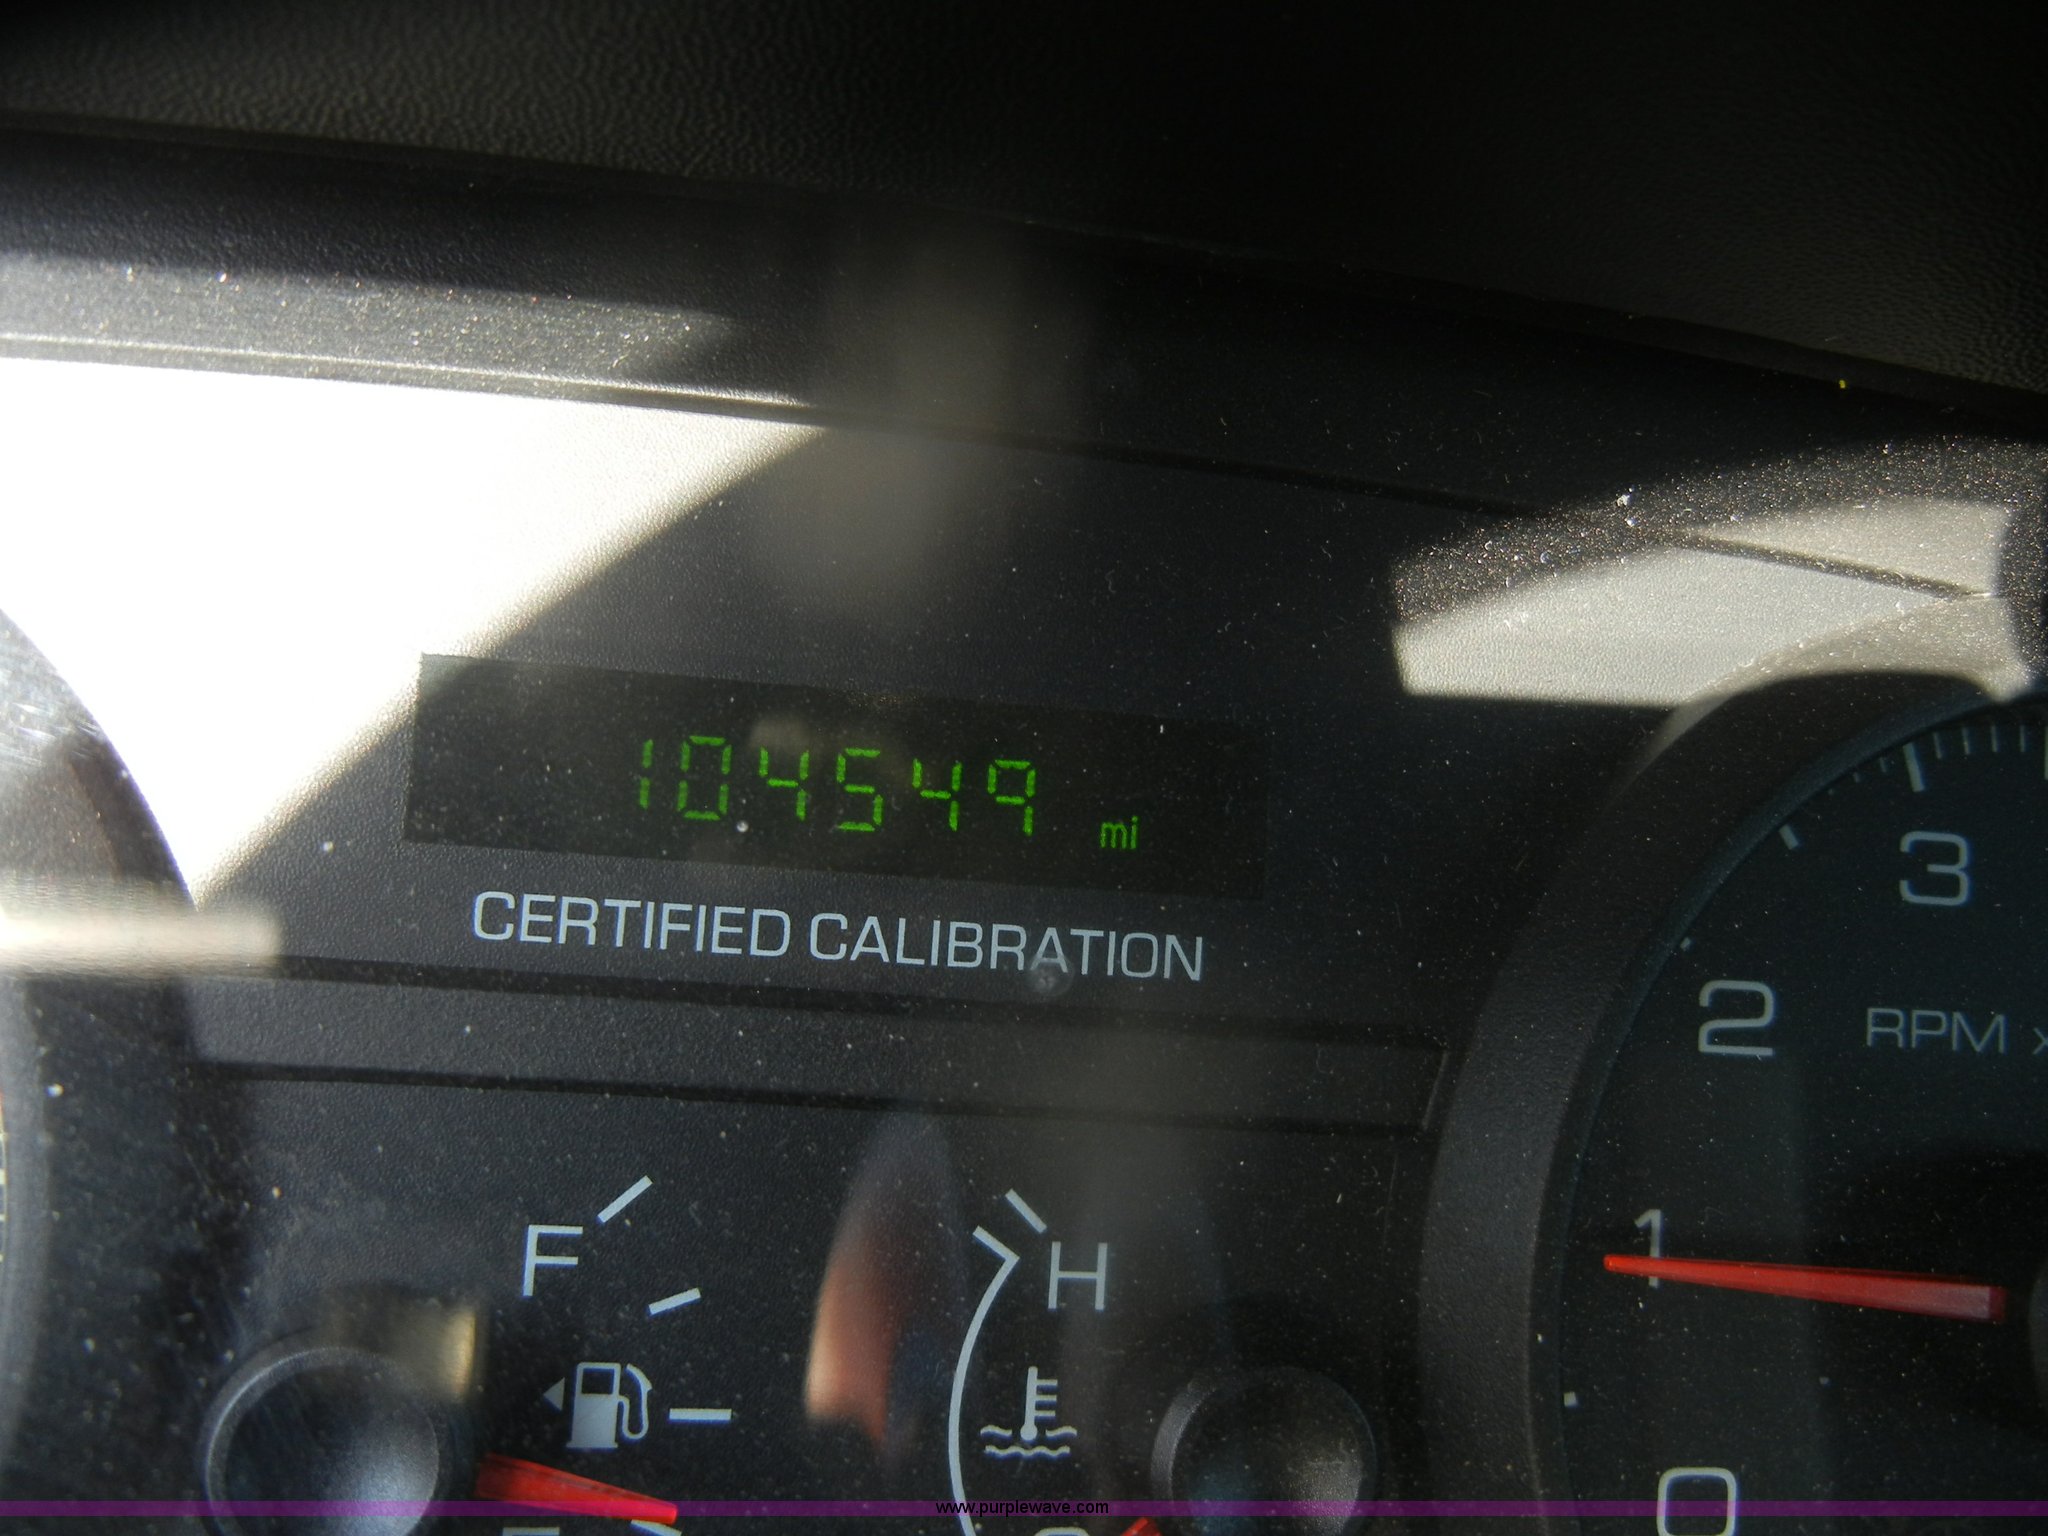 104549 mi
CERTIFIED CALIBRATION
3
2
RPM x
1
0
F
H
www.purplewave.com